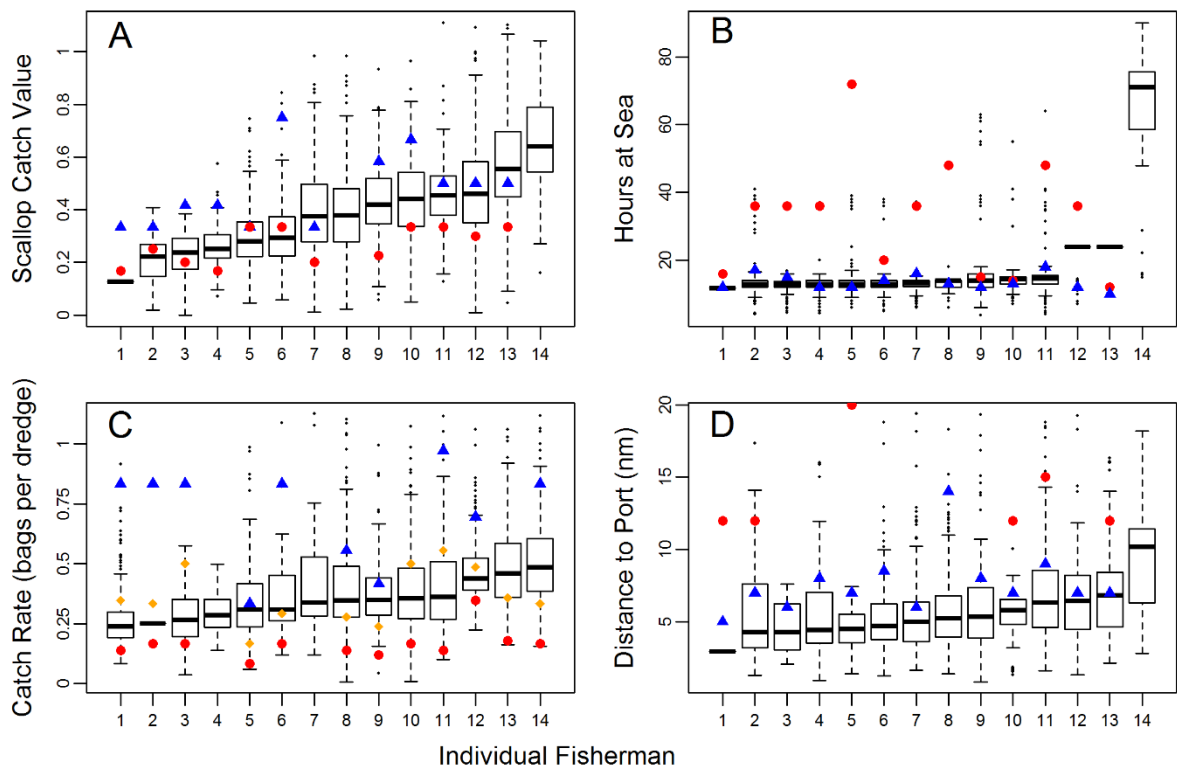 A
Scallop Catch Value
0 0.2 0.4 0.6 0.8 1
1 2 3 4 5 6 7 8 9 10 11 12 13 14
B
Hours at Sea
20 40 60 80
1 2 3 4 5 6 7 8 9 10 11 12 13 14
C
Catch Rate (bags per dredge)
0 0.25 0.5 0.75 1
1 2 3 4 5 6 7 8 9 10 11 12 13 14
D
Distance to Port (nm)
5 10 15 20
1 2 3 4 5 6 7 8 9 10 11 12 13 14
Individual Fisherman